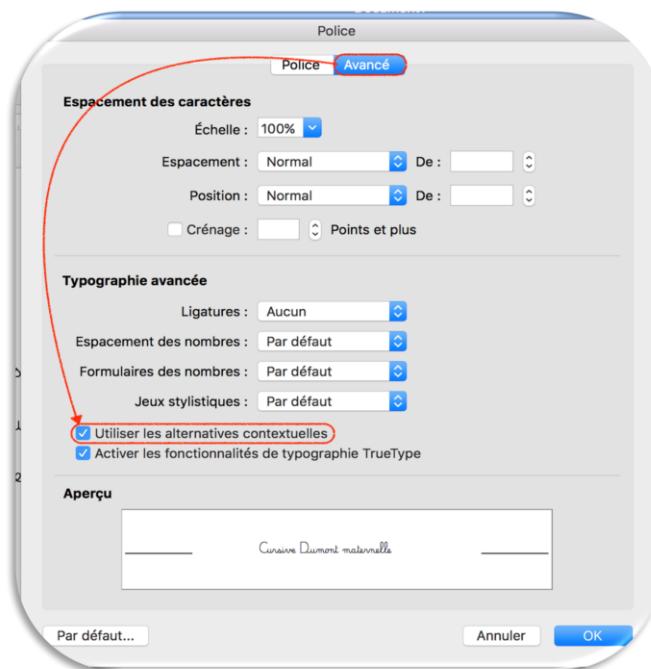 Police
Police Avancé
Espacement des caractères
Échelle : 100%
Espacement : Normal De :
Position : Normal De :
Crénage : Points et plus
Typographie avancée
Ligatures : Aucun
Espacement des nombres : Par défaut
Formulaires des nombres : Par défaut
Jeux stylistiques : Par défaut
Utiliser les alternatives contextuelles
Activer les fonctionnalités de typographie TrueType
Aperçu
Cursive Dumont maternelle
Par défaut... Annuler OK